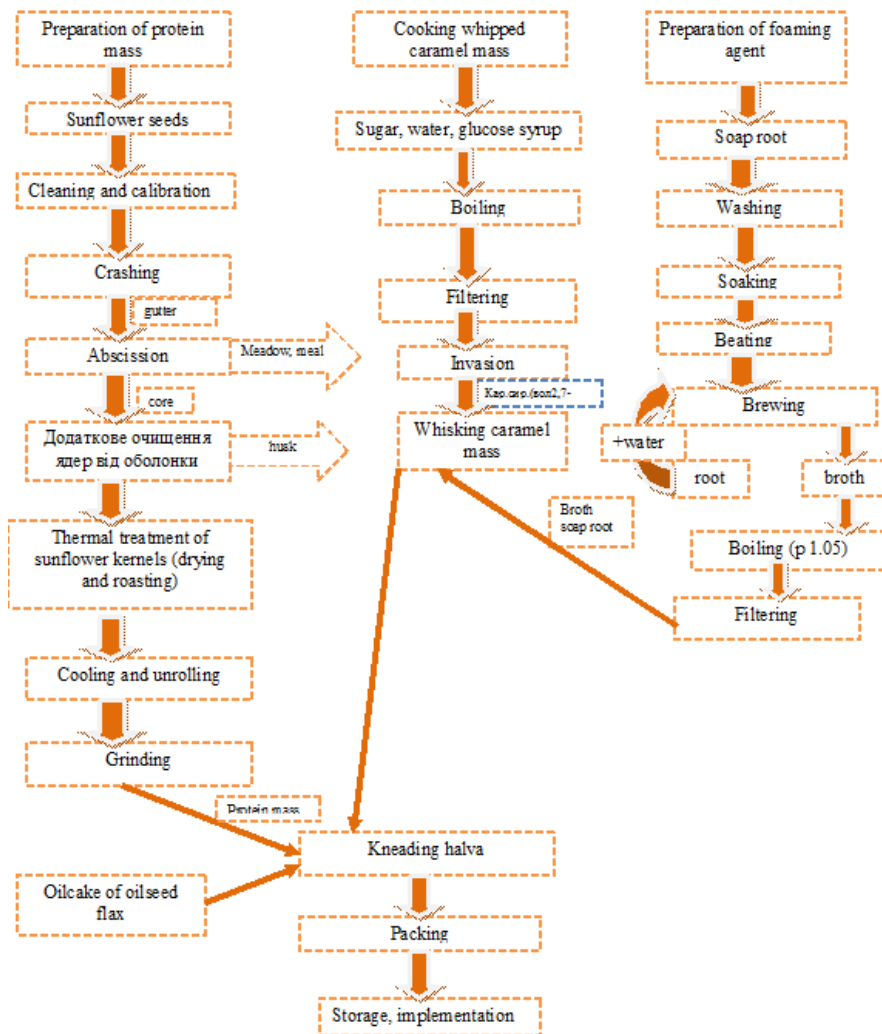 Preparation of protein
mass
Sunflower seeds
Cleaning and calibration
Crashing
gutter
Abscission
Meadow, meal
core
Додаткове очищення
ядер від оболонки
husk
Thermal treatment of
sunflower kernels (drying
and roasting)
Cooling and unrolling
Grinding
Protein mass
Oilcake of oilseed
flax
Cooking whipped
caramel mass
Sugar, water, glucose syrup
Boiling
Filtering
Invasion
Кар.сир.(вол2,7-
Whisking caramel
mass
Preparation of foaming
agent
Soap root
Washing
Soaking
Beating
Brewing
+water
root
broth
Boiling (p 1.05)
Filtering
Broth
soap root
Kneading halva
Packing
Storage, implementation